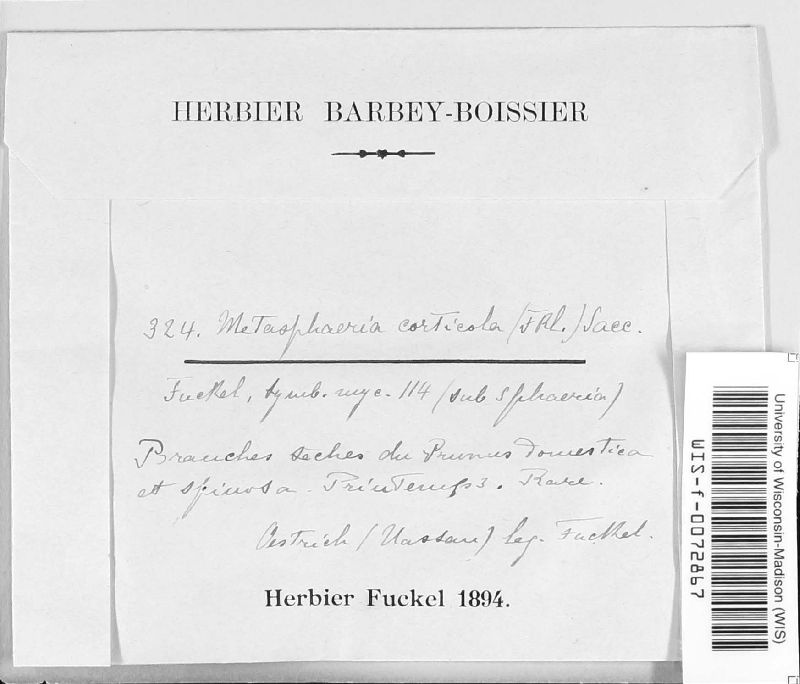 HERBIER BARBEY-BOISSIER
324. Metasphaeria corticola (Fkl.) Sacc.
Fuckel, symb. myc. 114 (sub Sphaeria)
Branches sèches du Prunus domestica
et spinosa. Printemps. Rare.
Oestrich (Nassau) leg. Fuckel.
Herbier Fuckel 1894.
University of Wisconsin-Madison (WIS)
WIS-f-0072867